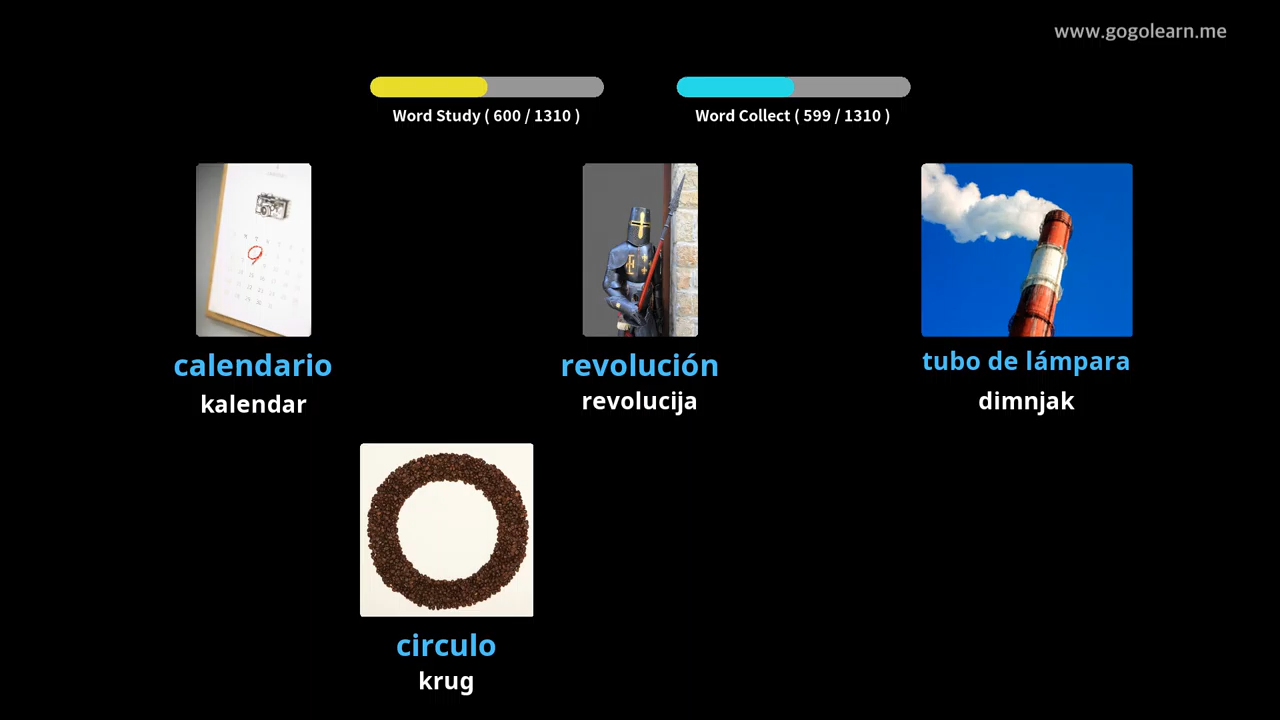 www.gogolearn.me
Word Study ( 600 / 1310 )
Word Collect ( 599 / 1310 )
calendario
kalendar
revolución
revolucija
tubo de lámpara
dimnjak
circulo
krug